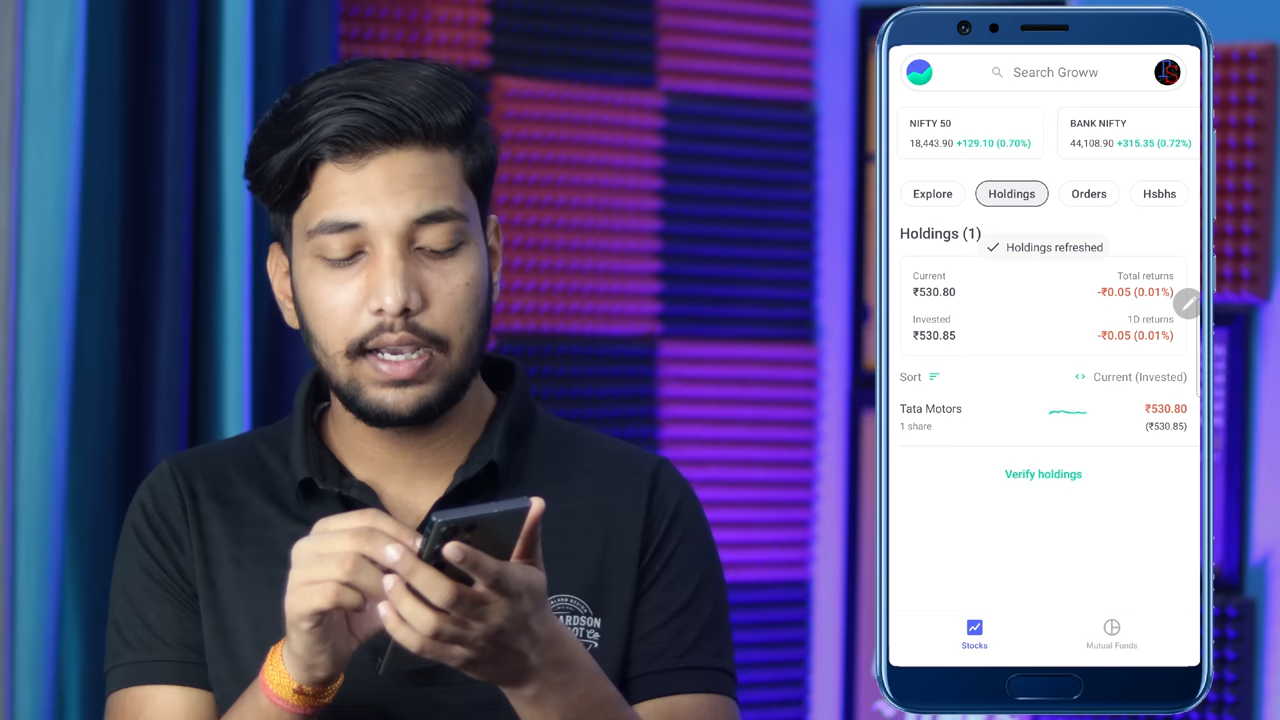 Search Groww
NIFTY 50
18,443.90 +129.10 (0.70%)
BANK NIFTY
44,108.90 +315.35 (0.72%)
Explore
Holdings
Orders
Hsbhs
Holdings (1)
Holdings refreshed
Current
Total returns
₹530.80
-₹0.05 (0.01%)
Invested
1D returns
₹530.85
-₹0.05 (0.01%)
Sort
Current (Invested)
Tata Motors
₹530.80
1 share
(₹530.85)
Verify holdings
Stocks
Mutual Funds